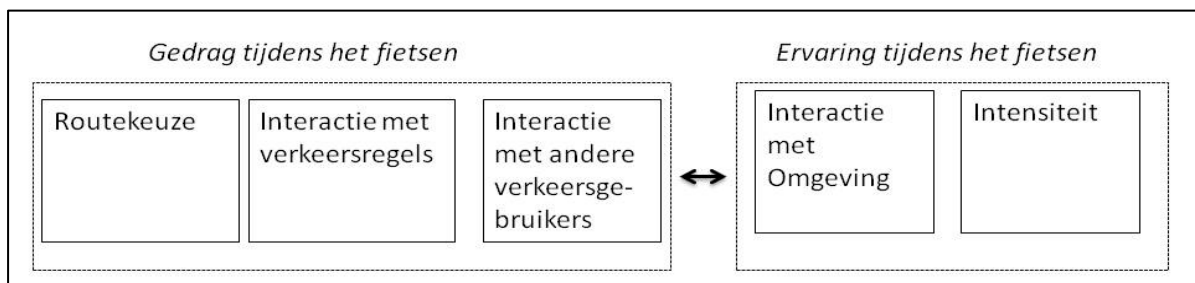 Gedrag tijdens het fietsen
Routekeuze
Interactie met
verkeersregels
Interactie
met andere
verkeersge-
bruikers
Ervaring tijdens het fietsen
Interactie
met
Omgeving
Intensiteit